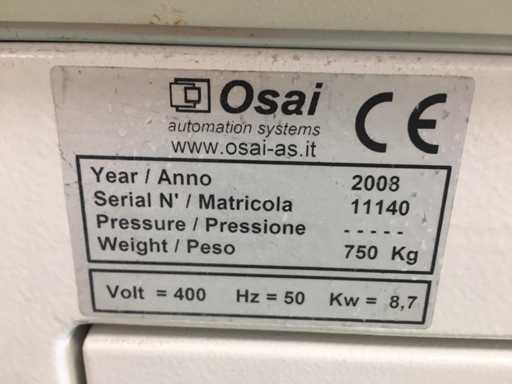 Osai
automation systems
www.osai-as.it
CE
Year / Anno 2008
Serial N' / Matricola 11140
Pressure / Pressione - - - - -
Weight / Peso 750 Kg
Volt = 400 Hz = 50 Kw = 8,7